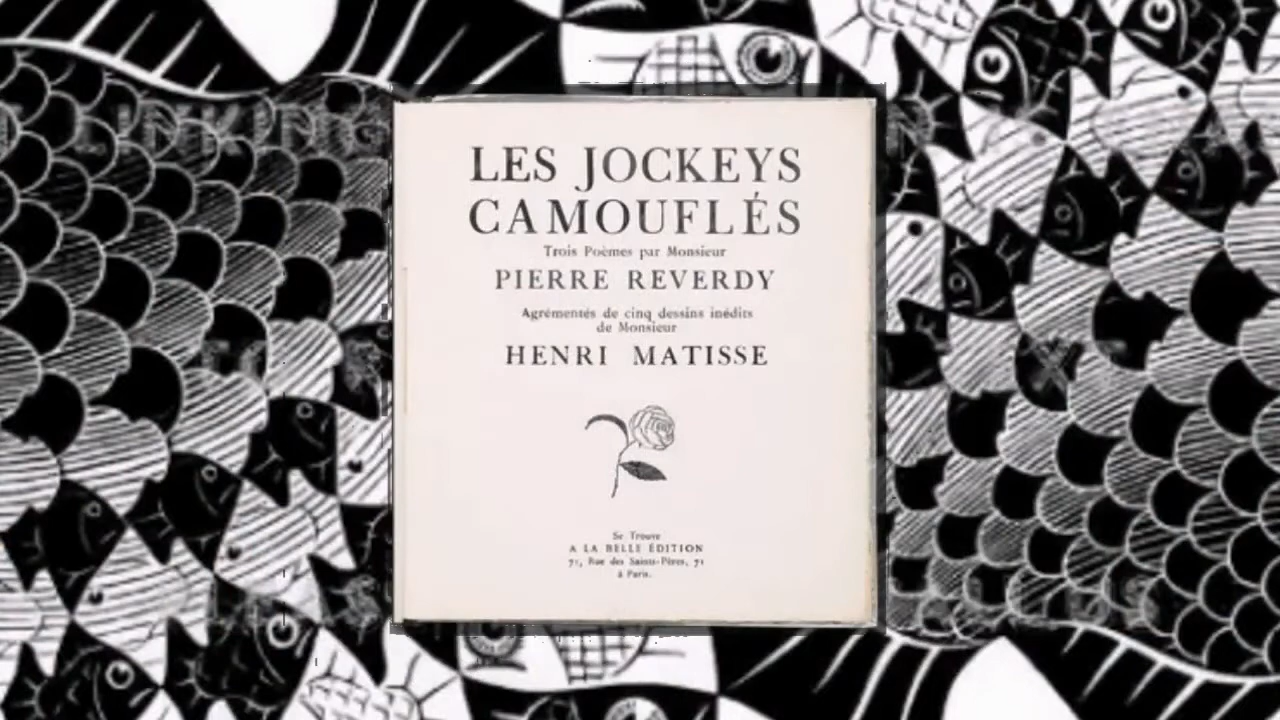 LES JOCKEYS
CAMOUFLÉS
Trois Poèmes par Monsieur
PIERRE REVERDY
Agrémentés de cinq dessins inédits
de Monsieur
HENRI MATISSE
Se Trouve
A LA BELLE ÉDITION
71, Rue des Saints-Pères, 71
à Paris.